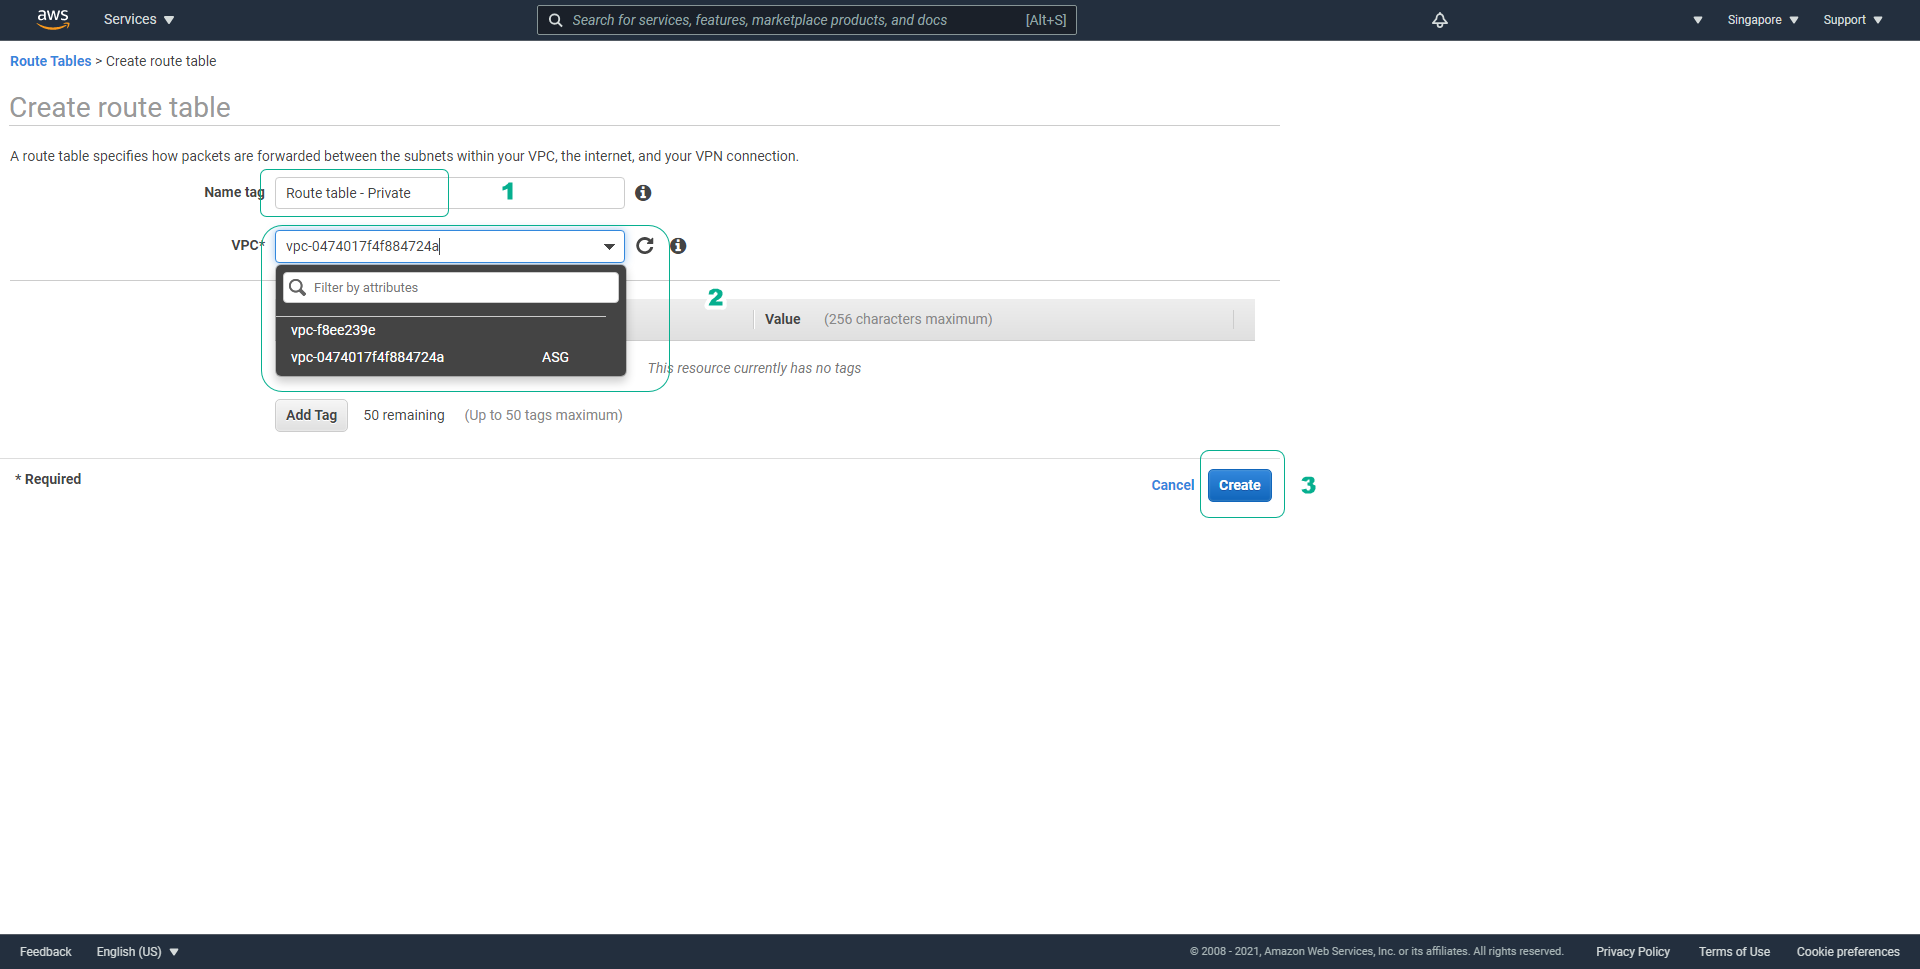 aws Services Search for services, features, marketplace products, and docs [Alt+S] Singapore Support
Route Tables > Create route table
Create route table
A route table specifies how packets are forwarded between the subnets within your VPC, the internet, and your VPN connection.
Name tag Route table - Private 1
VPC* vpc-0474017f4f884724a
Filter by attributes
2
Value (256 characters maximum)
vpc-f8ee239e
vpc-0474017f4f884724a ASG
This resource currently has no tags
Add Tag 50 remaining (Up to 50 tags maximum)
* Required
Cancel Create 3
Feedback English (US) © 2008 - 2021, Amazon Web Services, Inc. or its affiliates. All rights reserved. Privacy Policy Terms of Use Cookie preferences